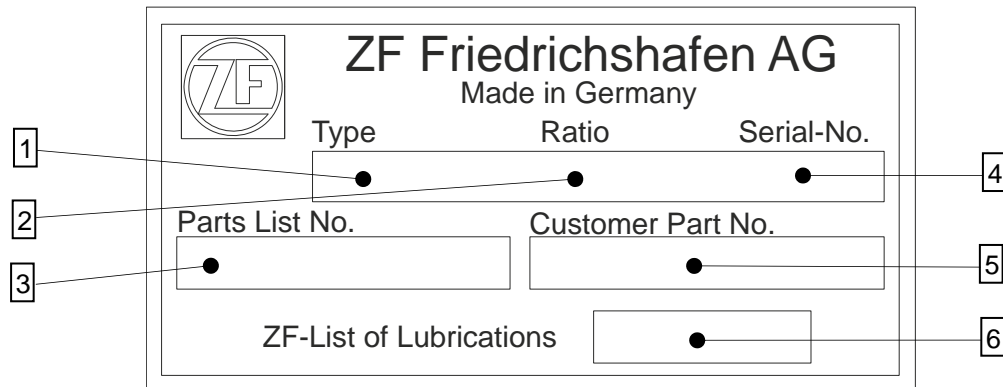 ZF
ZF Friedrichshafen AG
Made in Germany
Type Ratio Serial-No.
1
4
2
Parts List No. Customer Part No.
3
5
ZF-List of Lubrications
6